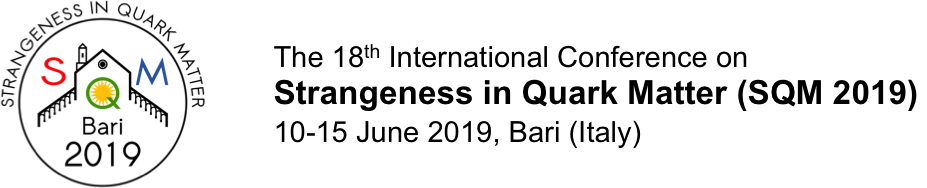 STRANGENESS IN QUARK MATTER
S Q M
Bari
2019
The 18th International Conference on
Strangeness in Quark Matter (SQM 2019)
10-15 June 2019, Bari (Italy)